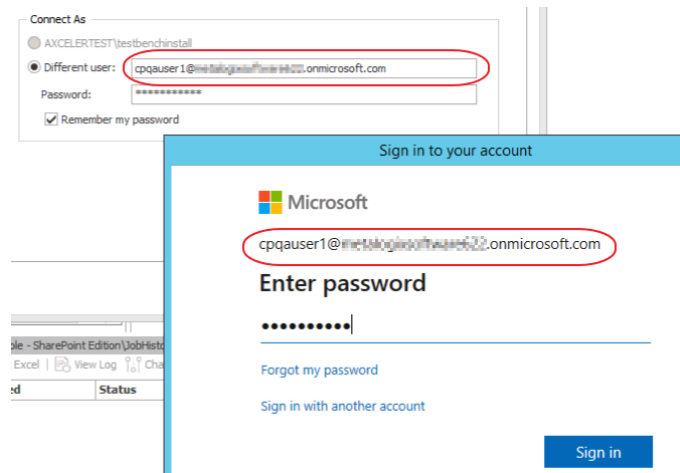 Connect As
AXCELERTEST\testbenchinstall
Different user: cpqauser1@ .onmicrosoft.com
Password: ***********
Remember my password
Sign in to your account
Microsoft
cpqauser1@ .onmicrosoft.com
Enter password
••••••••••
Forgot my password
Sign in with another account
Sign in
ple - SharePoint Edition\JobHisto
Excel | View Log Cha
ed Status